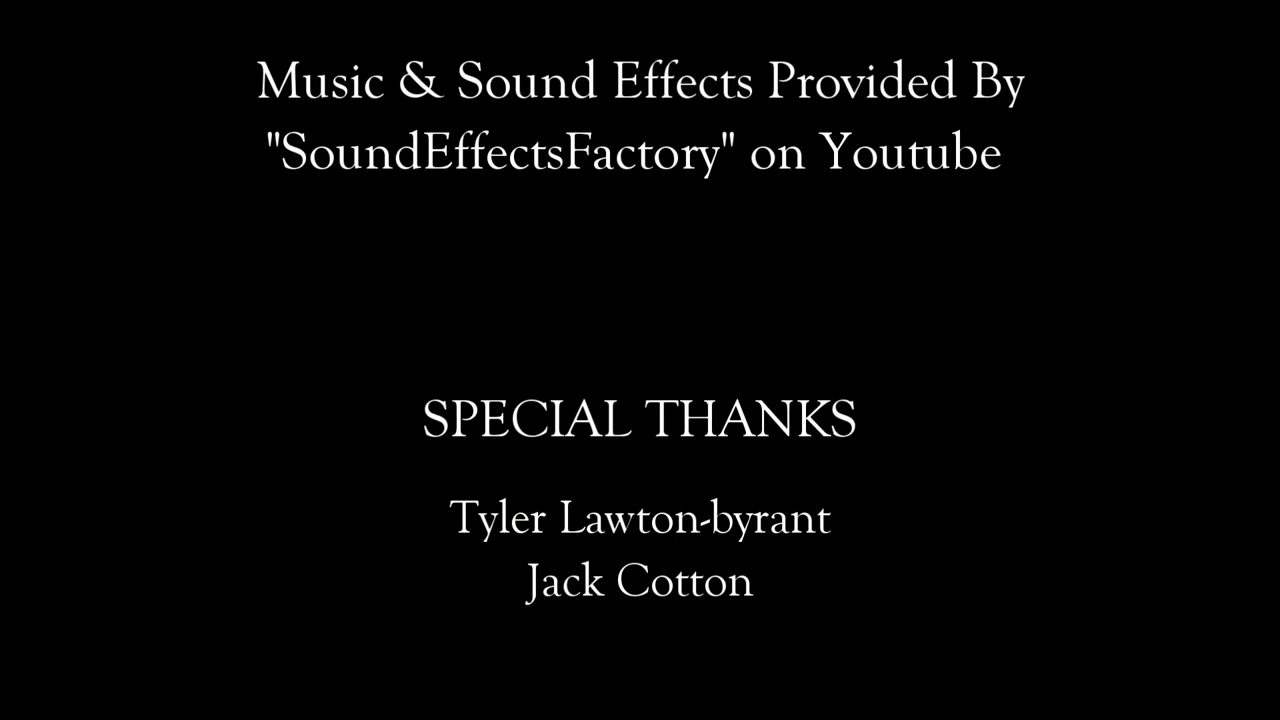 Music & Sound Effects Provided By
"SoundEffectsFactory" on Youtube
SPECIAL THANKS
Tyler Lawton-byrant
Jack Cotton